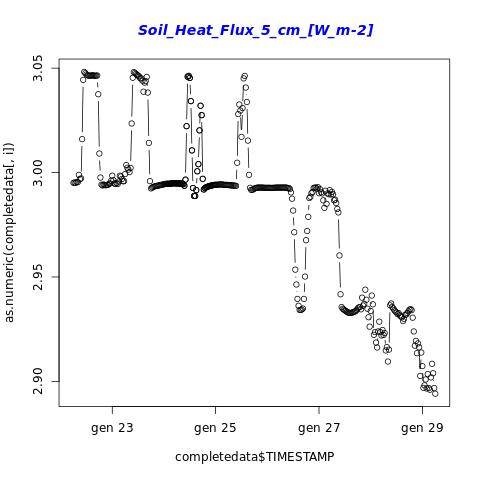 Soil_Heat_Flux_5_cm_[W_m-2]
as.numeric(completedata[, i])
3.05
3.00
2.95
2.90
gen 23 gen 25 gen 27 gen 29
completedata$TIMESTAMP